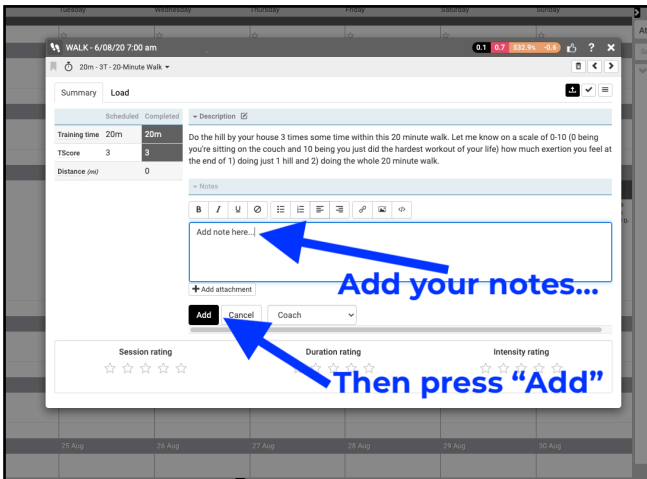 Tuesday Wednesday Thursday Friday Saturday Sunday
At
WALK - 6/08/20 7:00 am
0.1 0.7 532.9% -0.6 ? ×
20m - 3T - 20-Minute Walk
Summary Load
Scheduled Completed
Training time 20m 20m
TScore 3 3
Distance (mi) 0
Description
Do the hill by your house 3 times some time within this 20 minute walk. Let me know on a scale of 0-10 (0 being
you're sitting on the couch and 10 being you just did the hardest workout of your life) how much exertion you feel at
the end of 1) doing just 1 hill and 2) doing the whole 20 minute walk.
Notes
B I U
Add note here...
Add your notes...
+ Add attachment
Add Cancel Coach
Then press “Add”
Session rating Duration rating Intensity rating
25 Aug 26 Aug 27 Aug 28 Aug 29 Aug 30 Aug